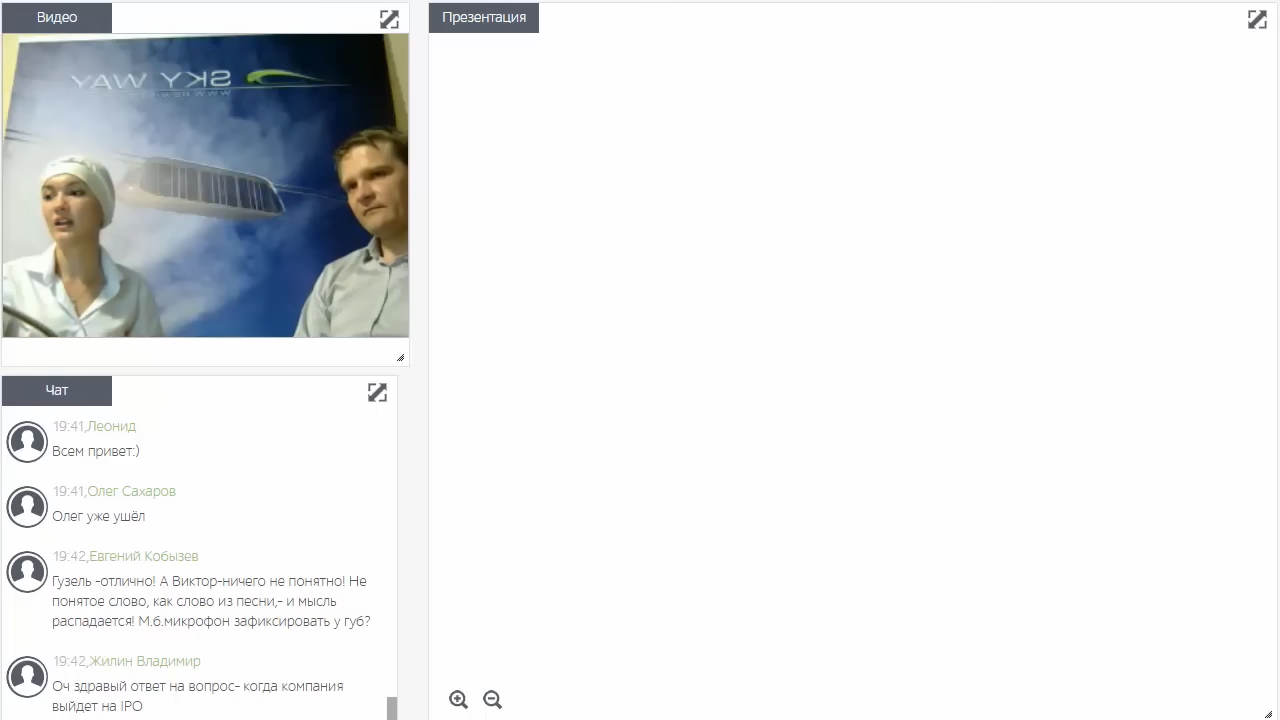 Видео
SKY WAY
Презентация
Чат
19:41,Леонид
Всем привет:)
19:41,Олег Сахаров
Олег уже ушёл
19:42,Евгений Кобызев
Гузель -отлично! А Виктор-ничего не понятно! Не
понятое слово, как слово из песни,- и мысль
распадается! М.б.микрофон зафиксировать у губ?
19:42,Жилин Владимир
Оч здравый ответ на вопрос- когда компания
выйдет на IPO